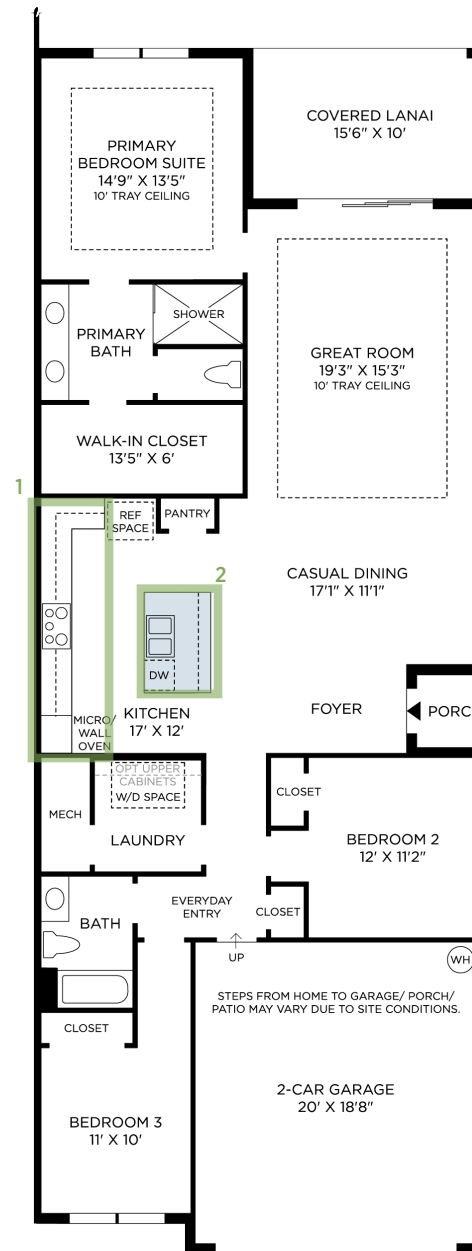 PRIMARY
BEDROOM SUITE
14'9" X 13'5"
10' TRAY CEILING
COVERED LANAI
15'6" X 10'
SHOWER
PRIMARY
BATH
GREAT ROOM
19'3" X 15'3"
10' TRAY CEILING
WALK-IN CLOSET
13'5" X 6'
1
REF
SPACE
PANTRY
2
CASUAL DINING
17'1" X 11'1"
DW
MICRO/
WALL
OVEN
KITCHEN
17' X 12'
FOYER
PORC
OPT UPPER
CABINETS
W/D SPACE
MECH
LAUNDRY
CLOSET
BEDROOM 2
12' X 11'2"
EVERYDAY
ENTRY
CLOSET
BATH
UP
WH
STEPS FROM HOME TO GARAGE/ PORCH/
PATIO MAY VARY DUE TO SITE CONDITIONS.
CLOSET
2-CAR GARAGE
20' X 18'8"
BEDROOM 3
11' X 10'